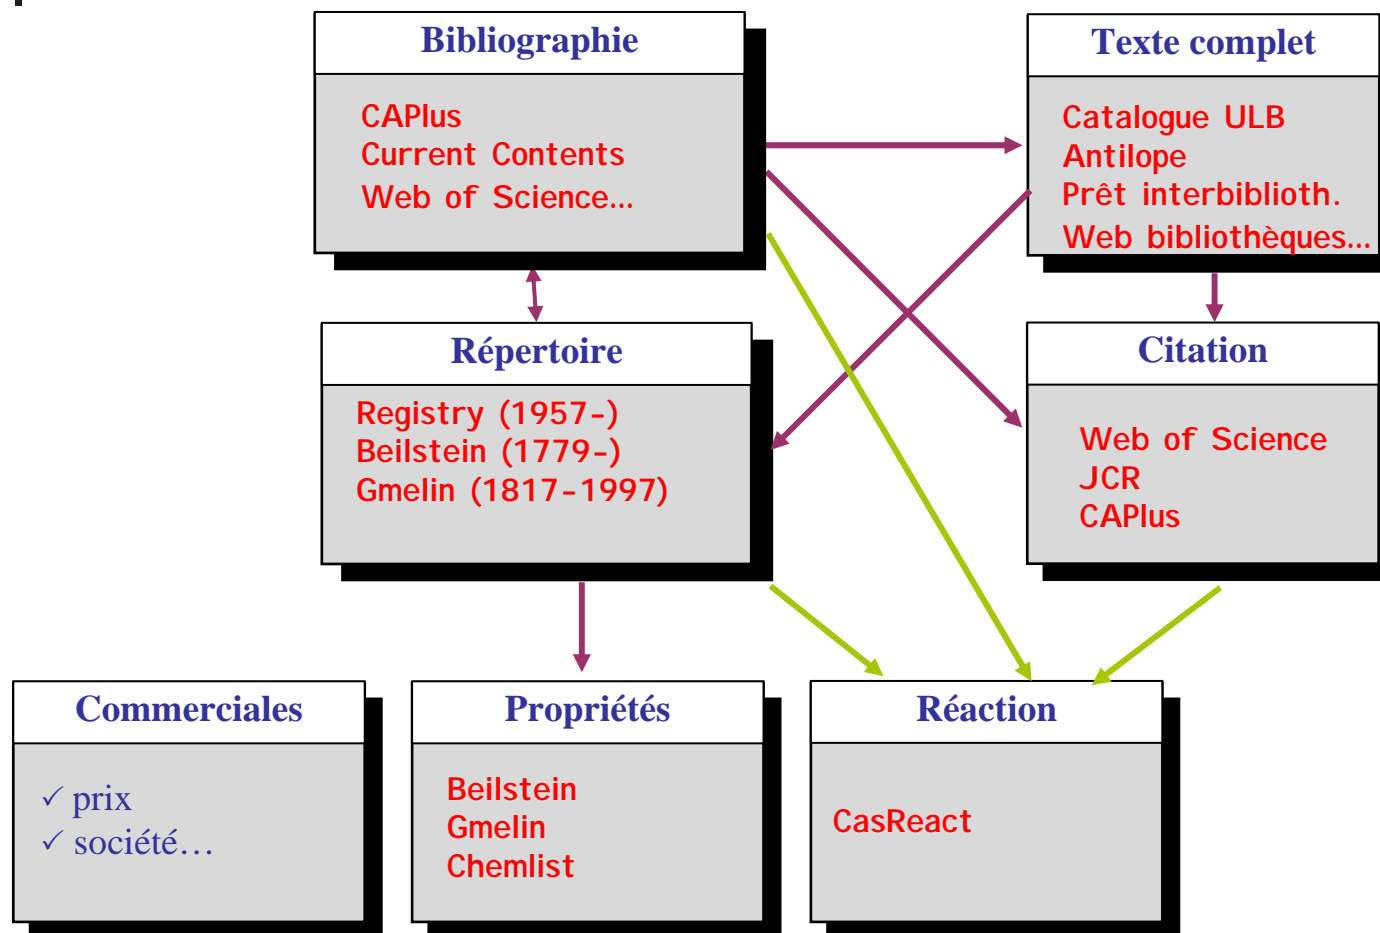 Bibliographie
CAPlus
Current Contents
Web of Science...
Texte complet
Catalogue ULB
Antilope
Prêt interbiblioth.
Web bibliothèques...
Répertoire
Registry (1957-)
Beilstein (1779-)
Gmelin (1817-1997)
Citation
Web of Science
JCR
CAPlus
Commerciales
✓ prix
✓ société…
Propriétés
Beilstein
Gmelin
Chemlist
Réaction
CasReact